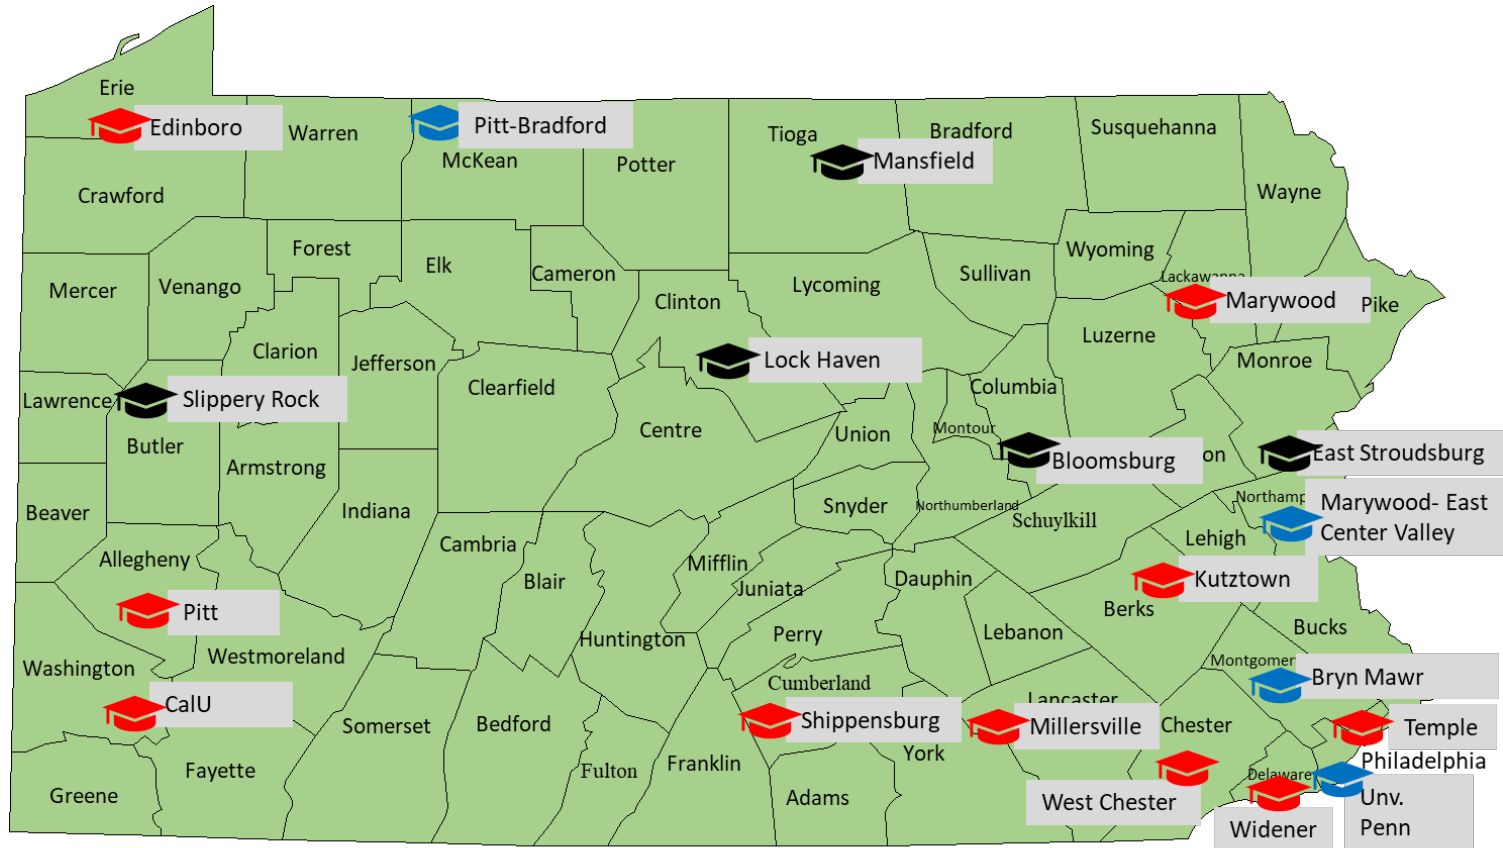 Erie
Edinboro
Warren
Pitt-Bradford
McKean
Potter
Tioga
Mansfield
Bradford
Susquehanna
Wayne
Crawford
Forest
Elk
Cameron
Clinton
Lycoming
Sullivan
Wyoming
Lackawanna
Marywood
Pike
Mercer
Venango
Clarion
Jefferson
Clearfield
Lock Haven
Columbia
Luzerne
Monroe
Lawrence
Slippery Rock
Butler
Armstrong
Centre
Union
Montour
Bloomsburg
on
East Stroudsburg
Beaver
Indiana
Snyder
Northumberland
Schuylkill
Northamp
Marywood- East
Center Valley
Lehigh
Allegheny
Cambria
Blair
Mifflin
Juniata
Dauphin
Kutztown
Berks
Pitt
Westmoreland
Huntington
Perry
Lebanon
Bucks
Washington
CalU
Cumberland
Montgomer
Bryn Mawr
Somerset
Bedford
Shippensburg
Lancaster
Millersville
Chester
Temple
Philadelphia
Fayette
Fulton
Franklin
York
Delaware
Unv.
Penn
Greene
Adams
West Chester
Widener